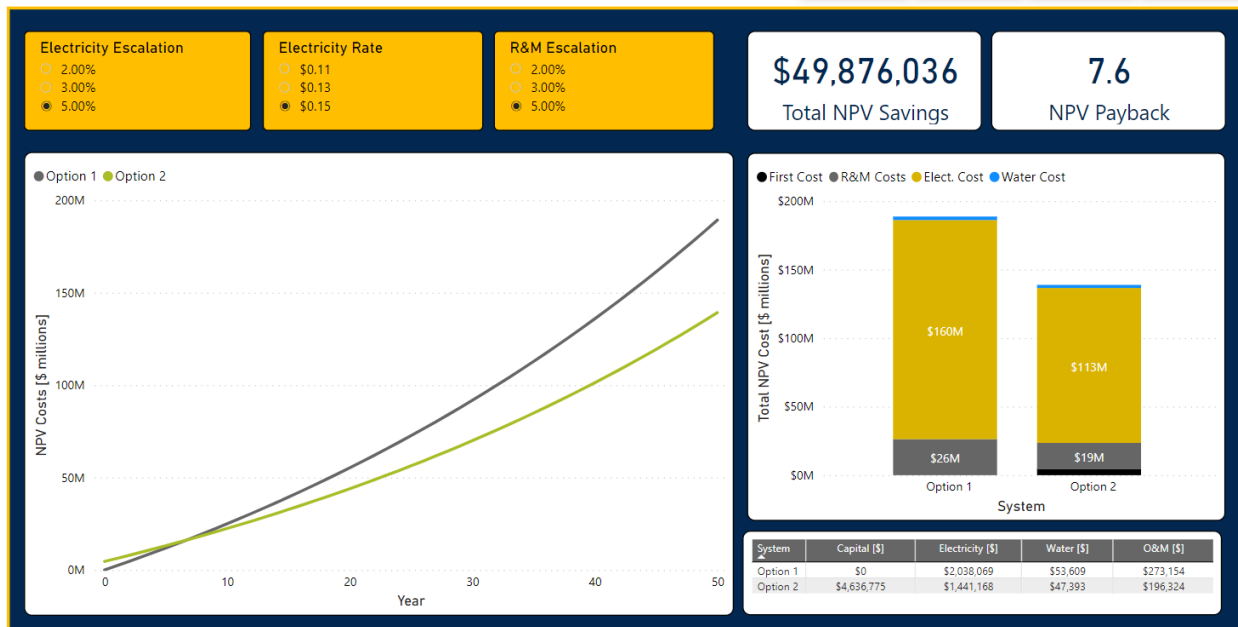 Electricity Escalation
2.00%
3.00%
5.00%
Electricity Rate
$0.11
$0.13
$0.15
R&M Escalation
2.00%
3.00%
5.00%
$49,876,036
Total NPV Savings
7.6
NPV Payback
Option 1 Option 2
NPV Costs [$ millions]
200M
150M
100M
50M
0M
0 10 20 30 40 50
Year
First Cost R&M Costs Elect. Cost Water Cost
Total NPV Cost [$ millions]
$200M
$150M
$100M
$50M
$0M
$160M
$26M
$113M
$19M
Option 1 Option 2
System
System Capital [$] Electricity [$] Water [$] O&M [$]
Option 1 $0 $2,038,069 $53,609 $273,154
Option 2 $4,636,775 $1,441,168 $47,393 $196,324